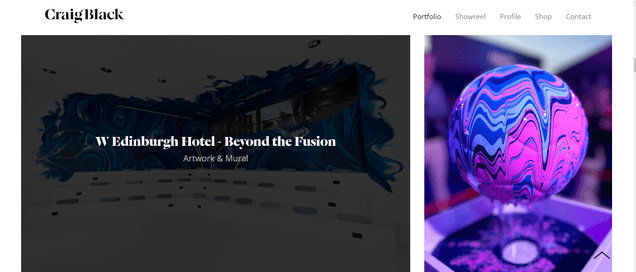 Craig Black
Portfolio Showreel Profile Shop Contact
W Edinburgh Hotel - Beyond the Fusion
Artwork & Mural